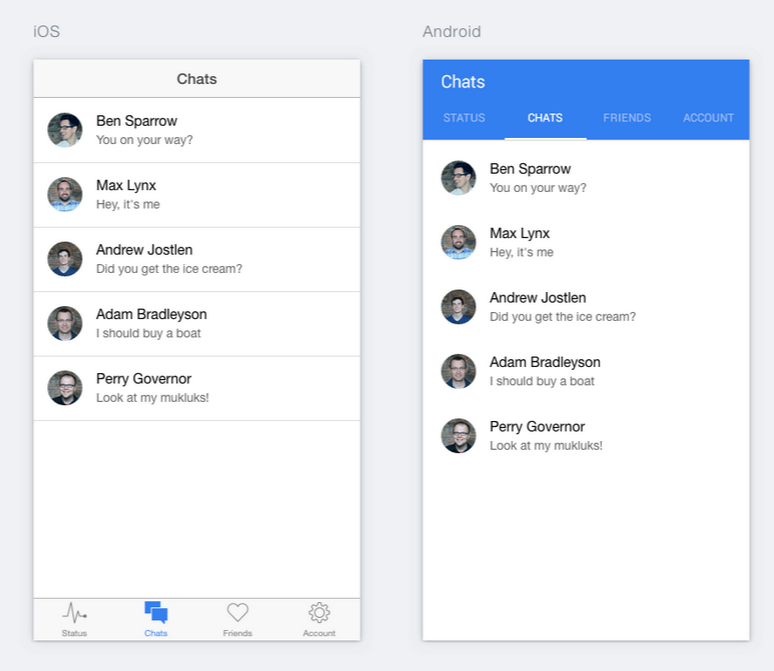 iOS
Chats
Ben Sparrow
You on your way?
Max Lynx
Hey, it's me
Andrew Jostlen
Did you get the ice cream?
Adam Bradleyson
I should buy a boat
Perry Governor
Look at my mukluks!
Status Chats Friends Account
Android
Chats
STATUS CHATS FRIENDS ACCOUNT
Ben Sparrow
You on your way?
Max Lynx
Hey, it's me
Andrew Jostlen
Did you get the ice cream?
Adam Bradleyson
I should buy a boat
Perry Governor
Look at my mukluks!